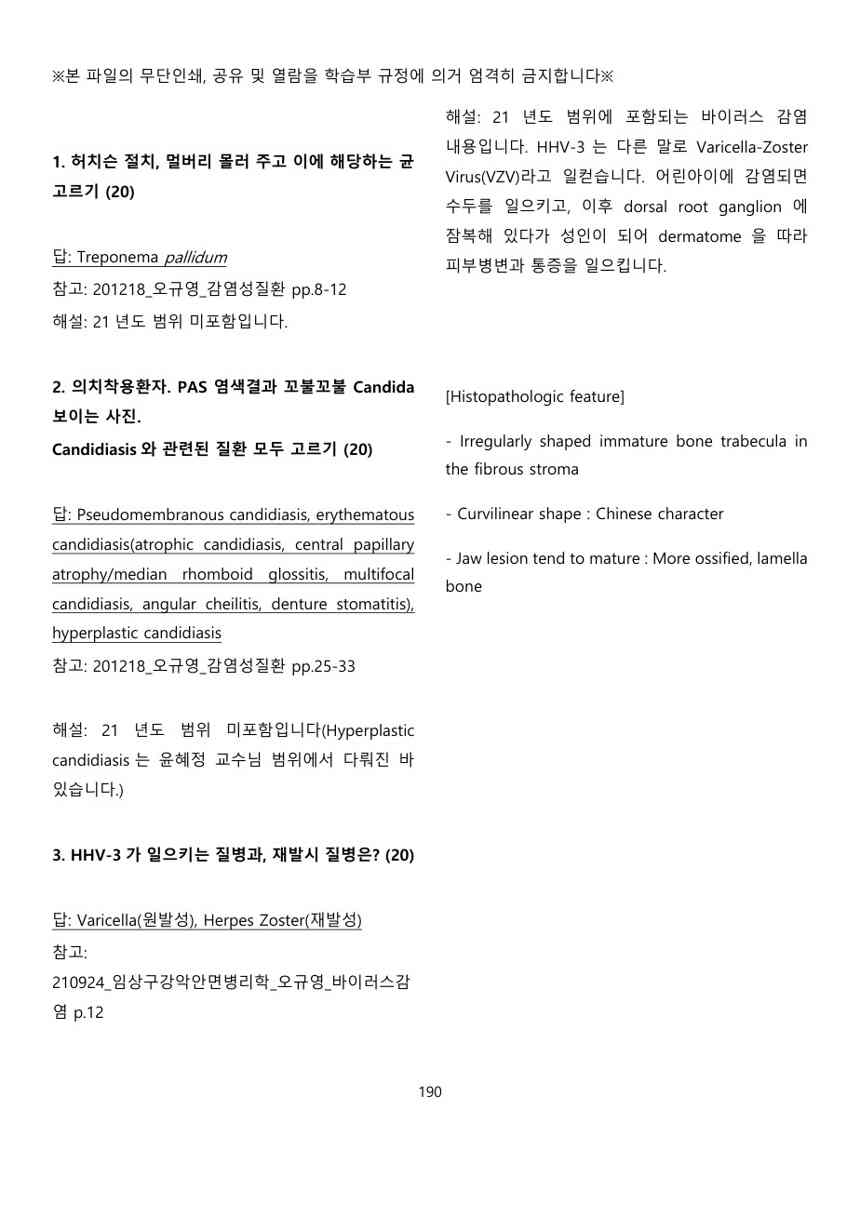 ※본 파일의 무단인쇄, 공유 및 열람을 학습부 규정에 의거 엄격히 금지합니다※
1. 허치슨 절치, 멀버리 몰러 주고 이에 해당하는 균
고르기 (20)
답: Treponema pallidum
참고: 201218_오규영_감염성질환 pp.8-12
해설: 21 년도 범위 미포함입니다.
2. 의치착용환자. PAS 염색결과 꼬불꼬불 Candida
보이는 사진.
Candidiasis 와 관련된 질환 모두 고르기 (20)
답: Pseudomembranous candidiasis, erythematous
candidiasis(atrophic candidiasis, central papillary
atrophy/median rhomboid glossitis, multifocal
candidiasis, angular cheilitis, denture stomatitis),
hyperplastic candidiasis
참고: 201218_오규영_감염성질환 pp.25-33
해설: 21 년도 범위 미포함입니다(Hyperplastic
candidiasis 는 윤혜정 교수님 범위에서 다뤄진 바
있습니다.)
3. HHV-3 가 일으키는 질병과, 재발시 질병은? (20)
답: Varicella(원발성), Herpes Zoster(재발성)
참고:
210924_임상구강악안면병리학_오규영_바이러스감
염 p.12
해설: 21 년도 범위에 포함되는 바이러스 감염
내용입니다. HHV-3 는 다른 말로 Varicella-Zoster
Virus(VZV)라고 일컫습니다. 어린아이에 감염되면
수두를 일으키고, 이후 dorsal root ganglion 에
잠복해 있다가 성인이 되어 dermatome 을 따라
피부병변과 통증을 일으킵니다.
[Histopathologic feature]
- Irregularly shaped immature bone trabecula in
the fibrous stroma
- Curvilinear shape : Chinese character
- Jaw lesion tend to mature : More ossified, lamella
bone
190